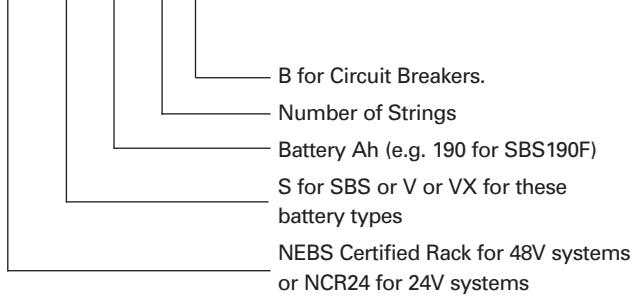 B for Circuit Breakers.
Number of Strings
Battery Ah (e.g. 190 for SBS190F)
S for SBS or V or VX for these
battery types
NEBS Certified Rack for 48V systems
or NCR24 for 24V systems